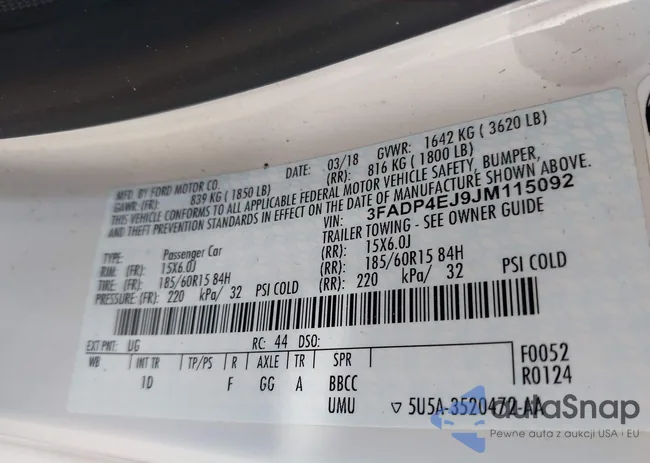 MFD. BY FORD MOTOR CO. 03/18 GVWR: 1642 KG ( 3620 LB)
GAWR: (FR): 839 KG ( 1850 LB) (RR): 816 KG ( 1800 LB)
THIS VEHICLE CONFORMS TO ALL APPLICABLE FEDERAL MOTOR VEHICLE SAFETY, BUMPER,
AND THEFT PREVENTION STANDARDS IN EFFECT ON THE DATE OF MANUFACTURE SHOWN ABOVE.
VIN: 3FADP4EJ9JM115092
TYPE: Passenger Car TRAILER TOWING - SEE OWNER GUIDE
RIM: (FR): 15X6.0J (RR): 15X6.0J
TIRE: (FR): 185/60R15 84H (RR): 185/60R15 84H
PRESSURE: (FR): 220 kPa/ 32 PSI COLD (RR): 220 kPa/ 32 PSI COLD
EXT PNT: UG RC: 44 DSO:
WB INT TR TP/PS R AXLE TR SPR F0052
1D F GG A BBCC R0124
UMU ▽ 5U5A-3520472-AA
autaSnap
Pewne auta z aukcji USA i EU